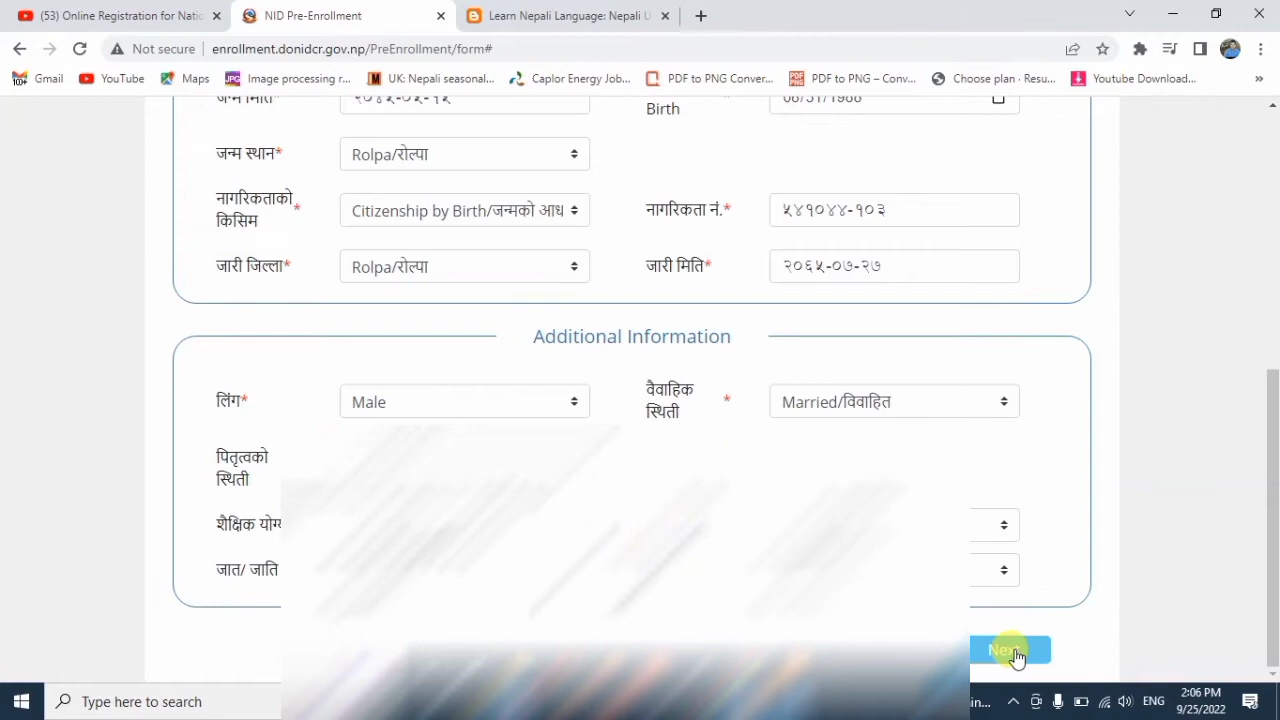 (53) Online Registration for Natio
NID Pre-Enrollment
Learn Nepali Language: Nepali U
Not secure
enrollment.donidcr.gov.np/PreEnrollment/form#
Gmail
YouTube
Maps
Image processing r...
UK: Nepali seasonal...
Caplor Energy Job...
PDF to PNG Conver...
PDF to PNG – Conv...
Choose plan · Resu...
Youtube Download...
»
जन्म मिति
Birth
जन्म स्थान*
Rolpa/रोल्पा
नागरिकताको किसिम*
Citizenship by Birth/जन्मको आध
नागरिकता नं.*
५४१०४४-१०३
जारी जिल्ला*
Rolpa/रोल्पा
जारी मिति*
२०६५-०७-२७
Additional Information
लिंग*
Male
वैवाहिक स्थिती *
Married/विवाहित
पितृत्वको स्थिती
शैक्षिक योग्य
जात/ जाति
Next
Type here to search
in...
ENG
2:06 PM
9/25/2022